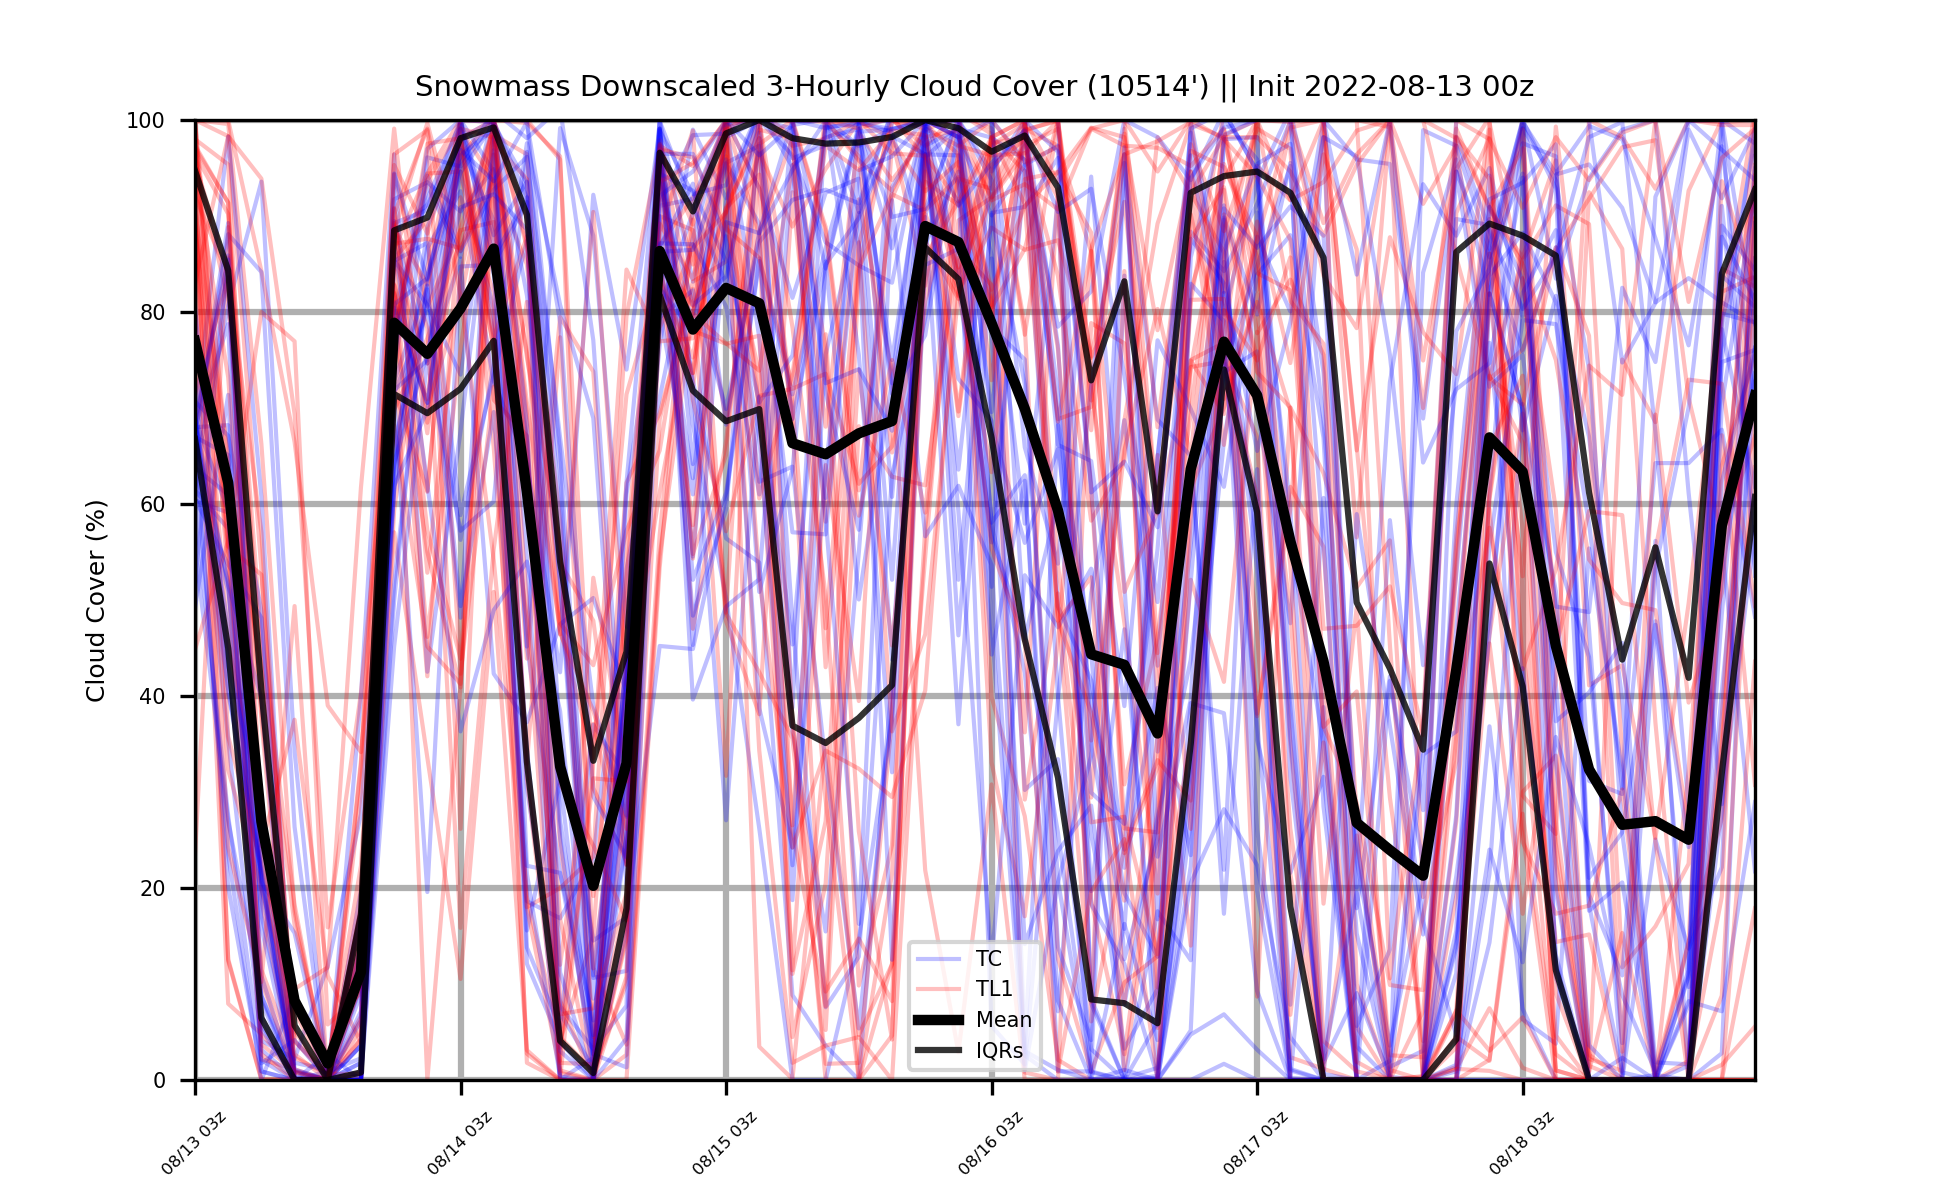 Snowmass Downscaled 3-Hourly Cloud Cover (10514') || Init 2022-08-13 00z
Cloud Cover (%)
100
80
60
40
20
0
TC
TL1
Mean
IQRs
08/13 03z
08/14 03z
08/15 03z
08/16 03z
08/17 03z
08/18 03z